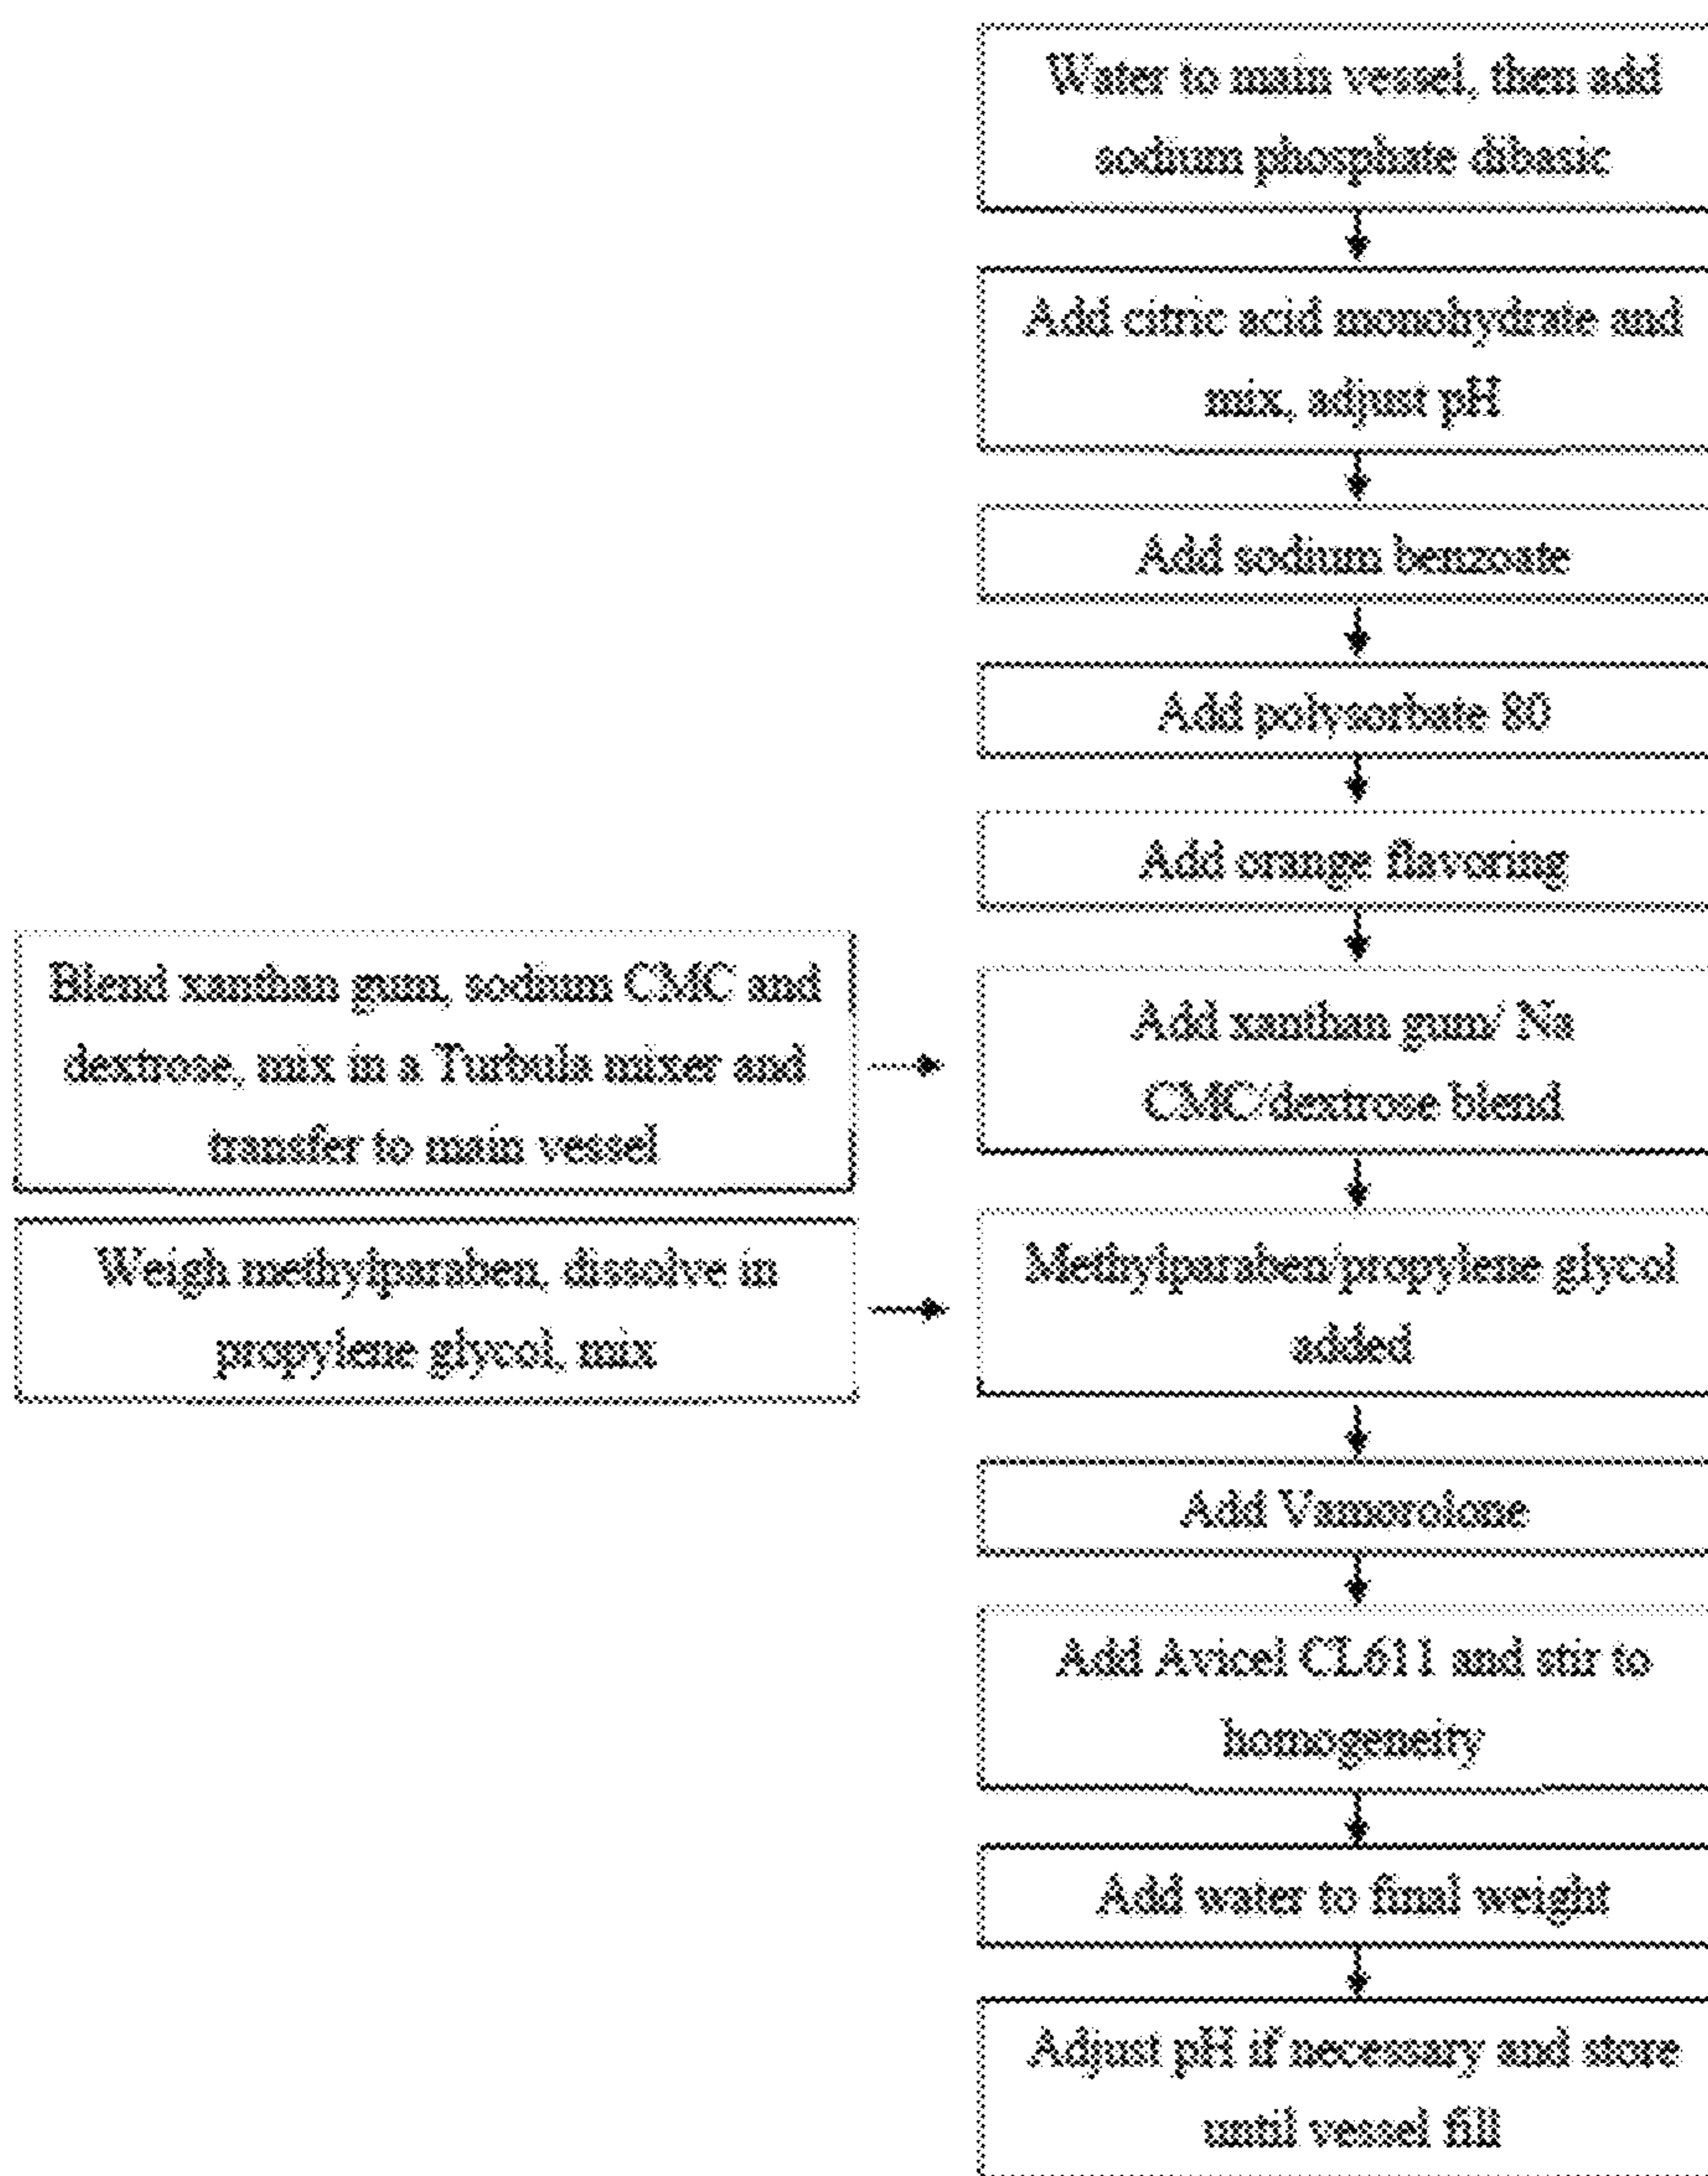 Water to main vessel, then add
sodium phosphate dibasic
Add citric acid monohydrate and
mix, adjust pH
Add sodium benzoate
Add polysorbate 80
Add orange flavoring
Blend xanthan gum, sodium CMC and
dextrose, mix in a Turbula mixer and
transfer to main vessel
Add xanthan gum/ Na
CMC/dextrose blend
Weigh methylparaben, dissolve in
propylene glycol, mix
Methylparaben/propylene glycol
added
Add Vamorolone
Add Avicel CL611 and stir to
homogeneity
Add water to final weight
Adjust pH if necessary and store
until vessel fill